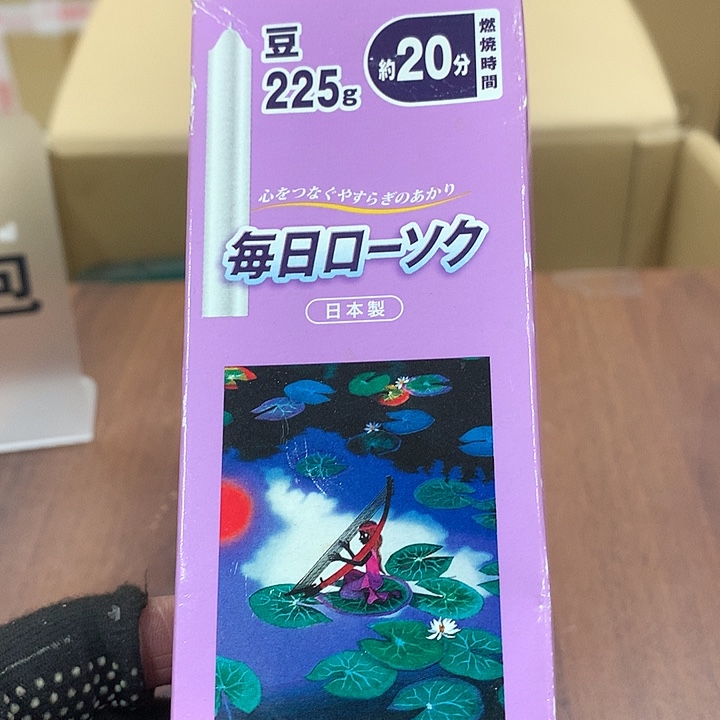 豆
225g
約20分
燃焼時間
心をつなぐやすらぎのあかり
毎日ローソク
日本製